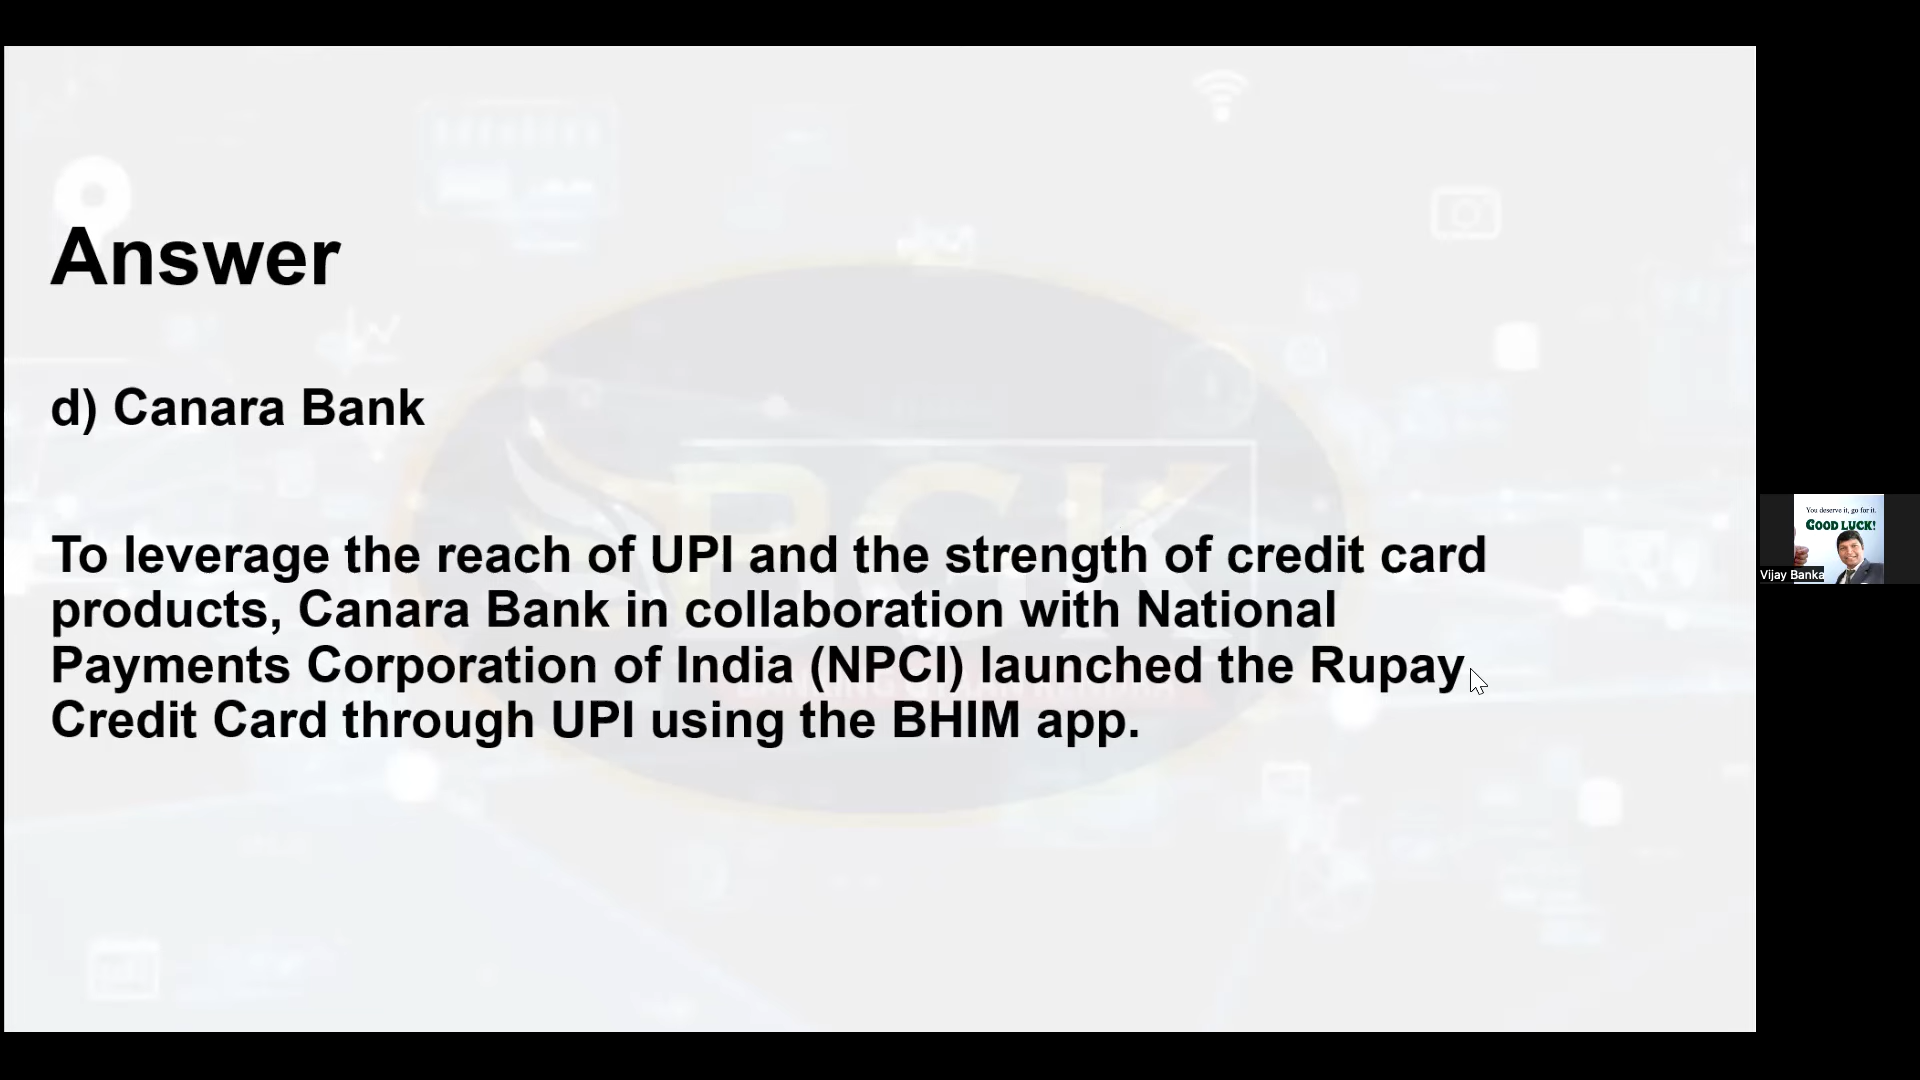 Answer
d) Canara Bank
To leverage the reach of UPI and the strength of credit card
products, Canara Bank in collaboration with National
Payments Corporation of India (NPCI) launched the Rupay
Credit Card through UPI using the BHIM app.
BGK
You deserve it, go for it.
GOOD LUCK!
Vijay Banka